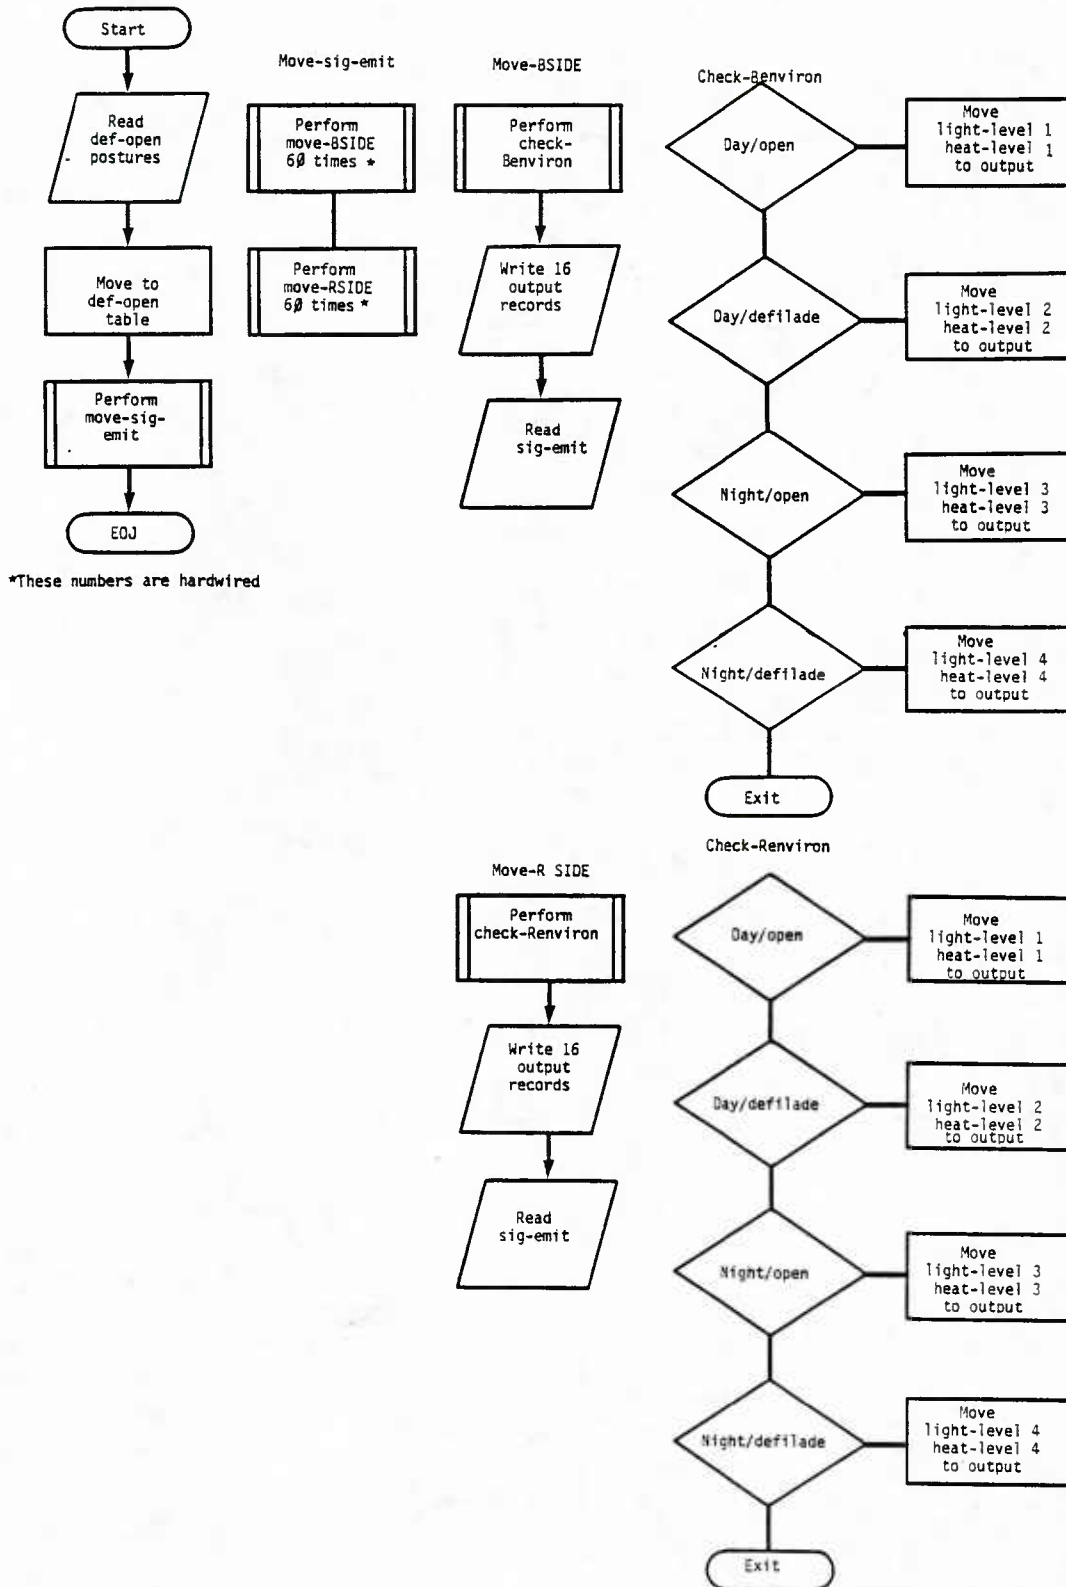 Start
Read
def-open
postures
Move to
def-open
table
Perform
move-sig-
emit
EOJ
*These numbers are hardwired
Move-sig-emit
Perform
move-BSIDE
60 times *
Perform
move-RSIDE
60 times *
Move-BSIDE
Perform
check-
Benviron
Write 16
output
records
Read
sig-emit
Check-Benviron
Day/open
Move
light-level 1
heat-level 1
to output
Day/defilade
Move
light-level 2
heat-level 2
to output
Night/open
Move
light-level 3
heat-level 3
to output
Night/defilade
Move
light-level 4
heat-level 4
to output
Exit
Move-R SIDE
Perform
check-Renviron
Write 16
output
records
Read
sig-emit
Check-Renviron
Day/open
Move
light-level 1
heat-level 1
to output
Day/defilade
Move
light-level 2
heat-level 2
to output
Night/open
Move
light-level 3
heat-level 3
to output
Night/defilade
Move
light-level 4
heat-level 4
to output
Exit